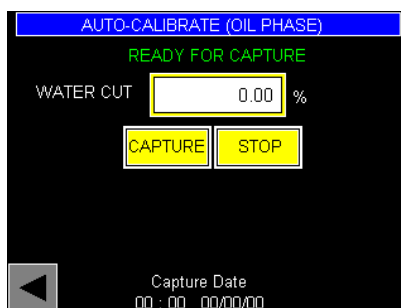 AUTO-CALIBRATE (OIL PHASE)
READY FOR CAPTURE
WATER CUT 0.00 %
CAPTURE STOP
Capture Date
00 : 00 00/00/00